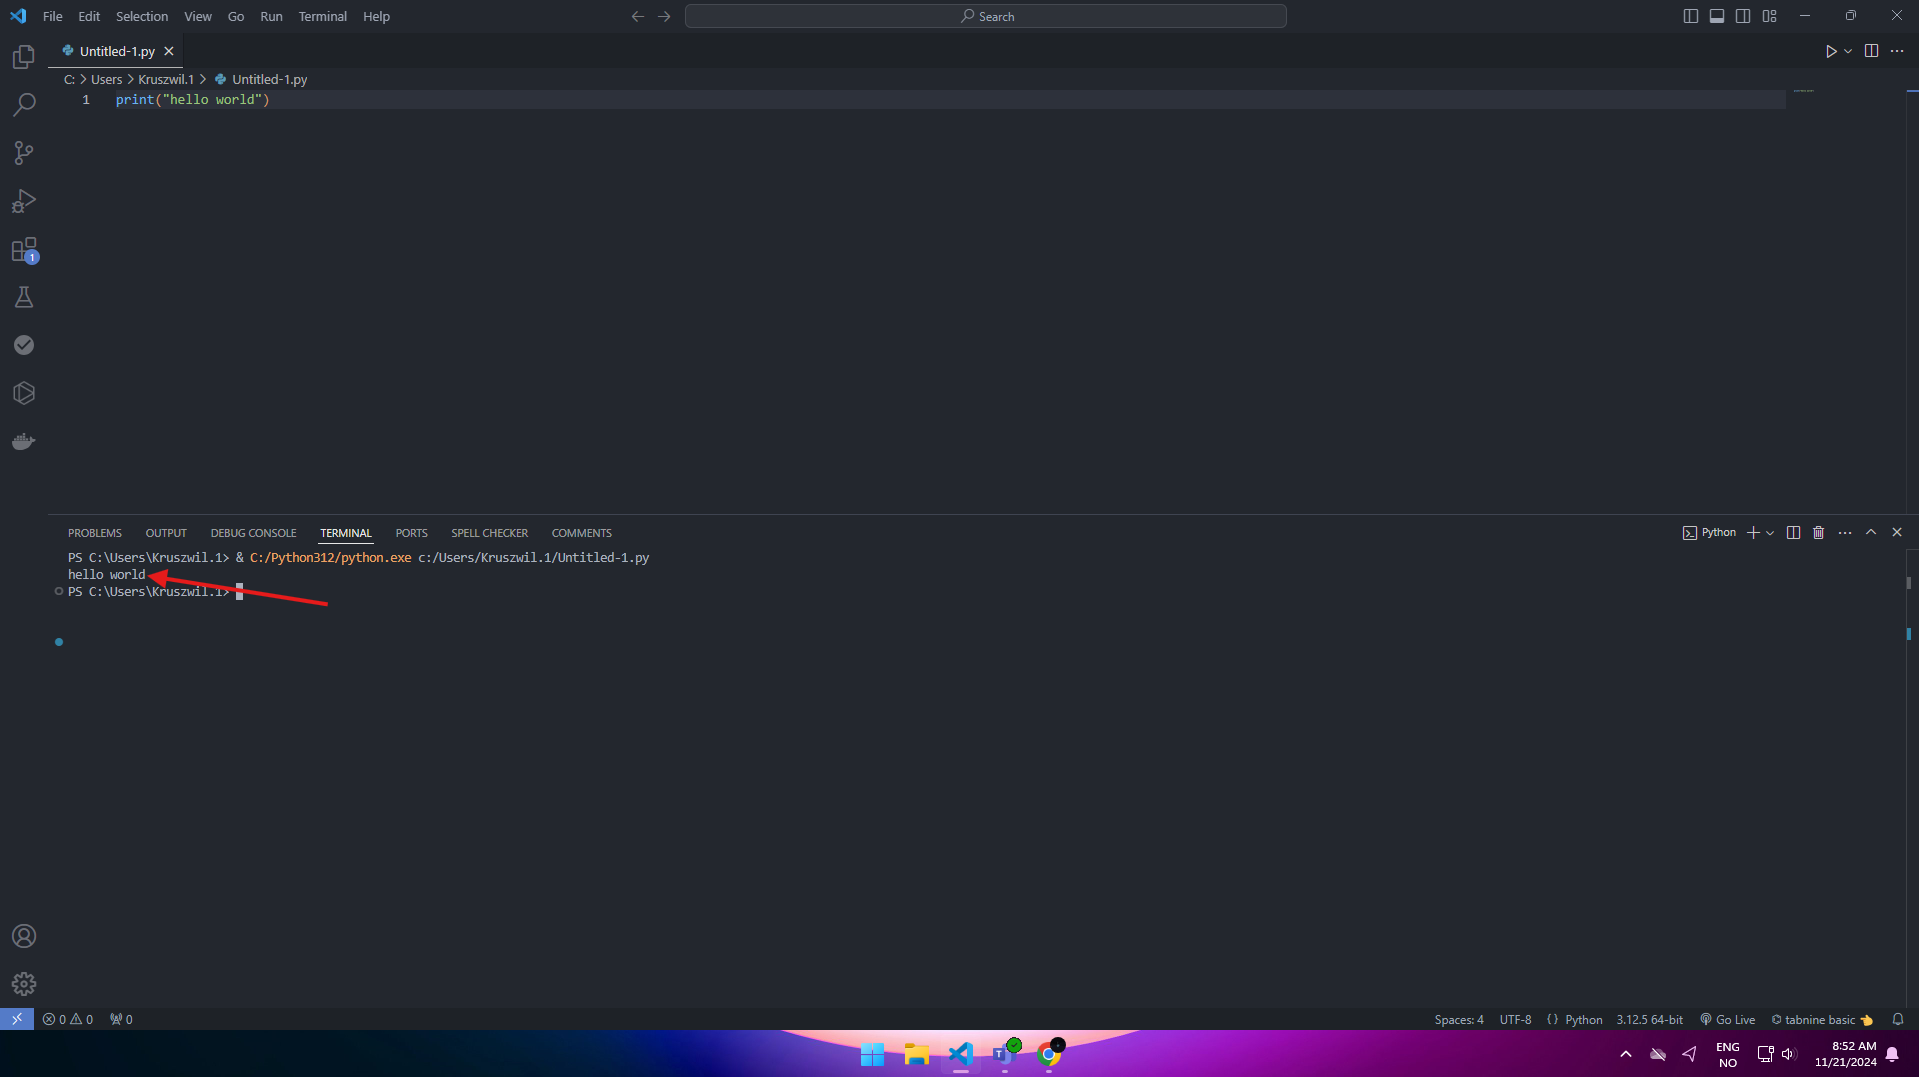 File Edit Selection View Go Run Terminal Help
Search
Untitled-1.py
C: > Users > Kruszwil.1 > Untitled-1.py
1 print("hello world")
1
PROBLEMS OUTPUT DEBUG CONSOLE TERMINAL PORTS SPELL CHECKER COMMENTS
Python
PS C:\Users\Kruszwil.1> & C:/Python312/python.exe c:/Users/Kruszwil.1/Untitled-1.py
hello world
PS C:\Users\Kruszwil.1>
0 0 0
Spaces: 4 UTF-8 {} Python 3.12.5 64-bit Go Live tabnine basic
T
ENG
NO
8:52 AM
11/21/2024